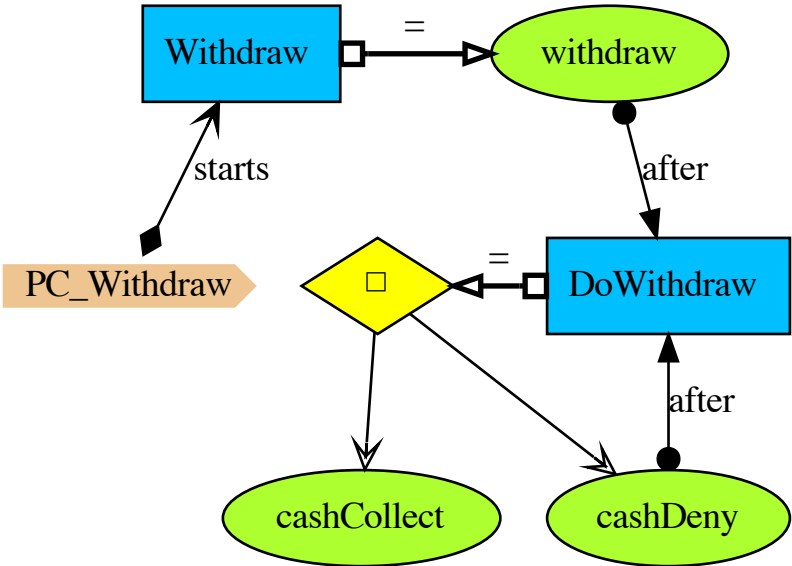 =
Withdraw
withdraw
starts
after
=
PC_Withdraw
□
DoWithdraw
after
cashCollect
cashDeny